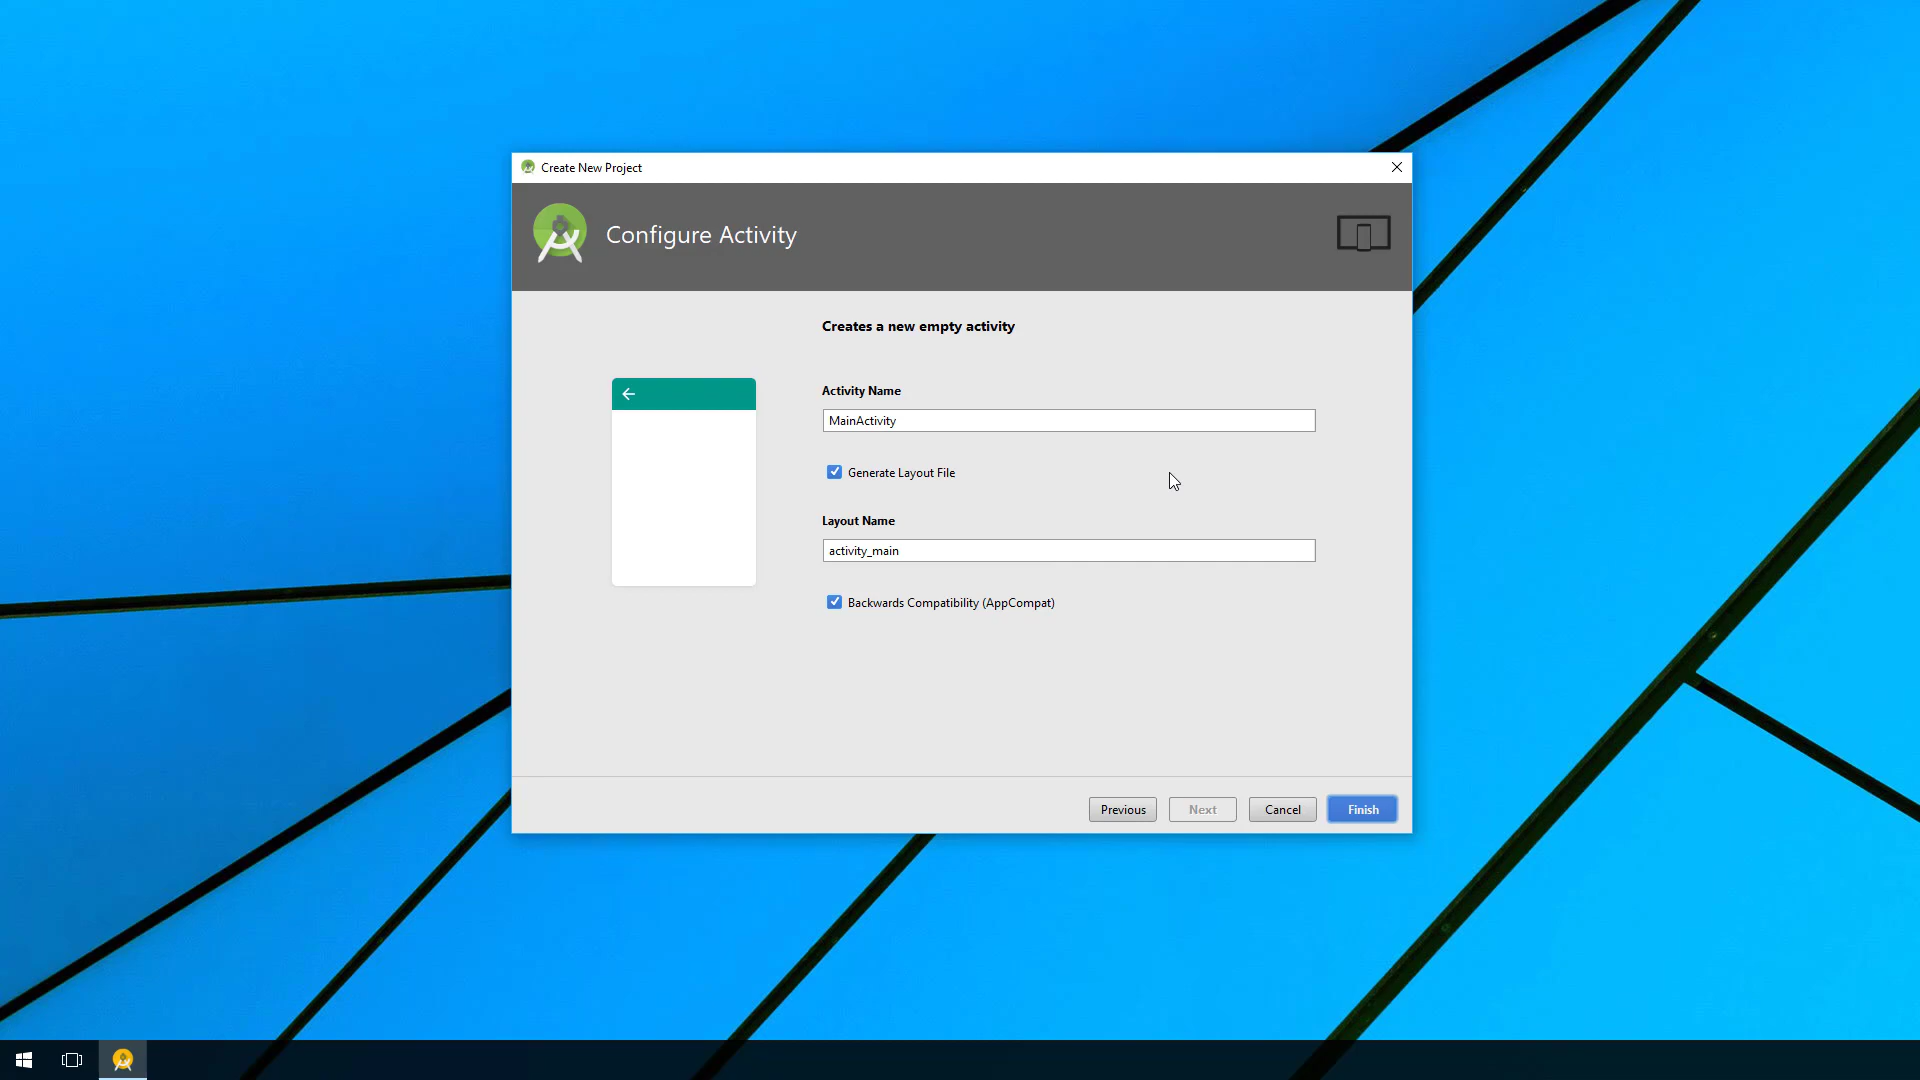 Create New Project
Configure Activity
Creates a new empty activity
Activity Name
MainActivity
Generate Layout File
Layout Name
activity_main
Backwards Compatibility (AppCompat)
Previous
Next
Cancel
Finish